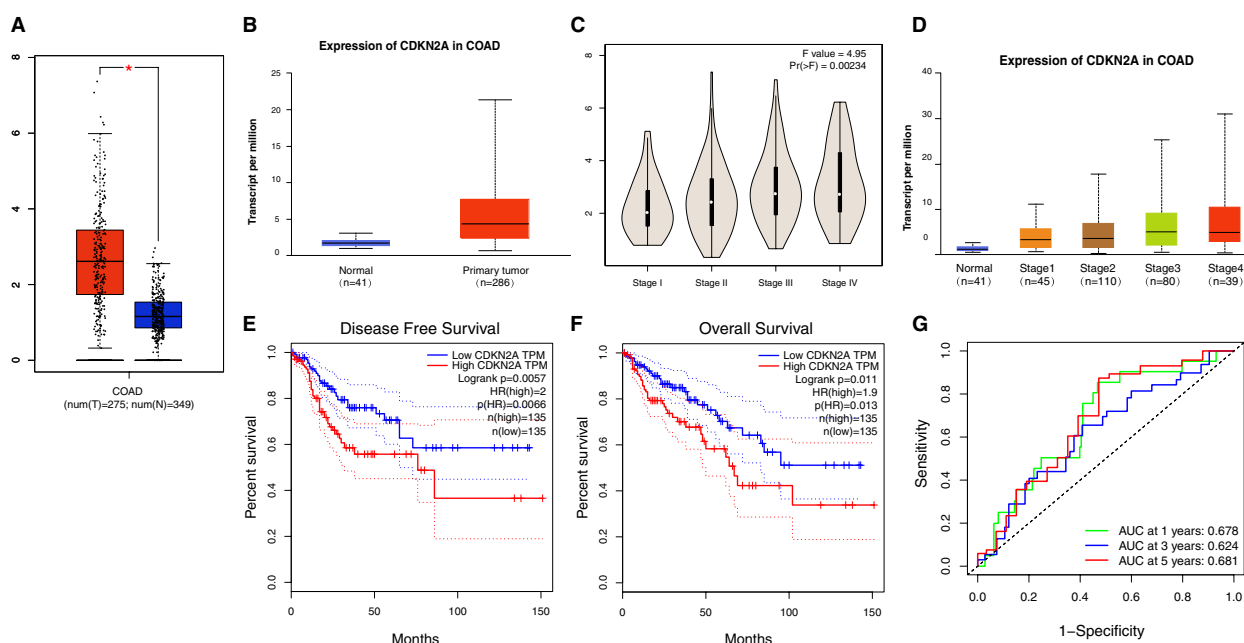 A
8
6
4
2
0
*
COAD
(num(T)=275; num(N)=349)
B
Expression of CDKN2A in COAD
Transcript per million
25
20
15
10
5
0
Normal
(n=41)
Primary tumor
(n=286)
C
F value = 4.95
Pr(>F) = 0.00234
8
6
4
2
Stage I
Stage II
Stage III
Stage IV
D
Expression of CDKN2A in COAD
Transcript per million
40
30
20
10
0
Normal
(n=41)
Stage1
(n=45)
Stage2
(n=110)
Stage3
(n=80)
Stage4
(n=39)
E
Disease Free Survival
Low CDKN2A TPM
High CDKN2A TPM
Logrank p=0.0057
HR(high)=2
p(HR)=0.0066
n(high)=135
n(low)=135
Percent survival
1.0
0.8
0.6
0.4
0.2
0.0
0
50
100
150
Months
F
Overall Survival
Low CDKN2A TPM
High CDKN2A TPM
Logrank p=0.011
HR(high)=1.9
p(HR)=0.013
n(high)=135
n(low)=135
Percent survival
1.0
0.8
0.6
0.4
0.2
0.0
0
50
100
150
Months
G
Sensitivity
1.0
0.8
0.6
0.4
0.2
0.0
AUC at 1 years: 0.678
AUC at 3 years: 0.624
AUC at 5 years: 0.681
0.0
0.2
0.4
0.6
0.8
1.0
1−Specificity